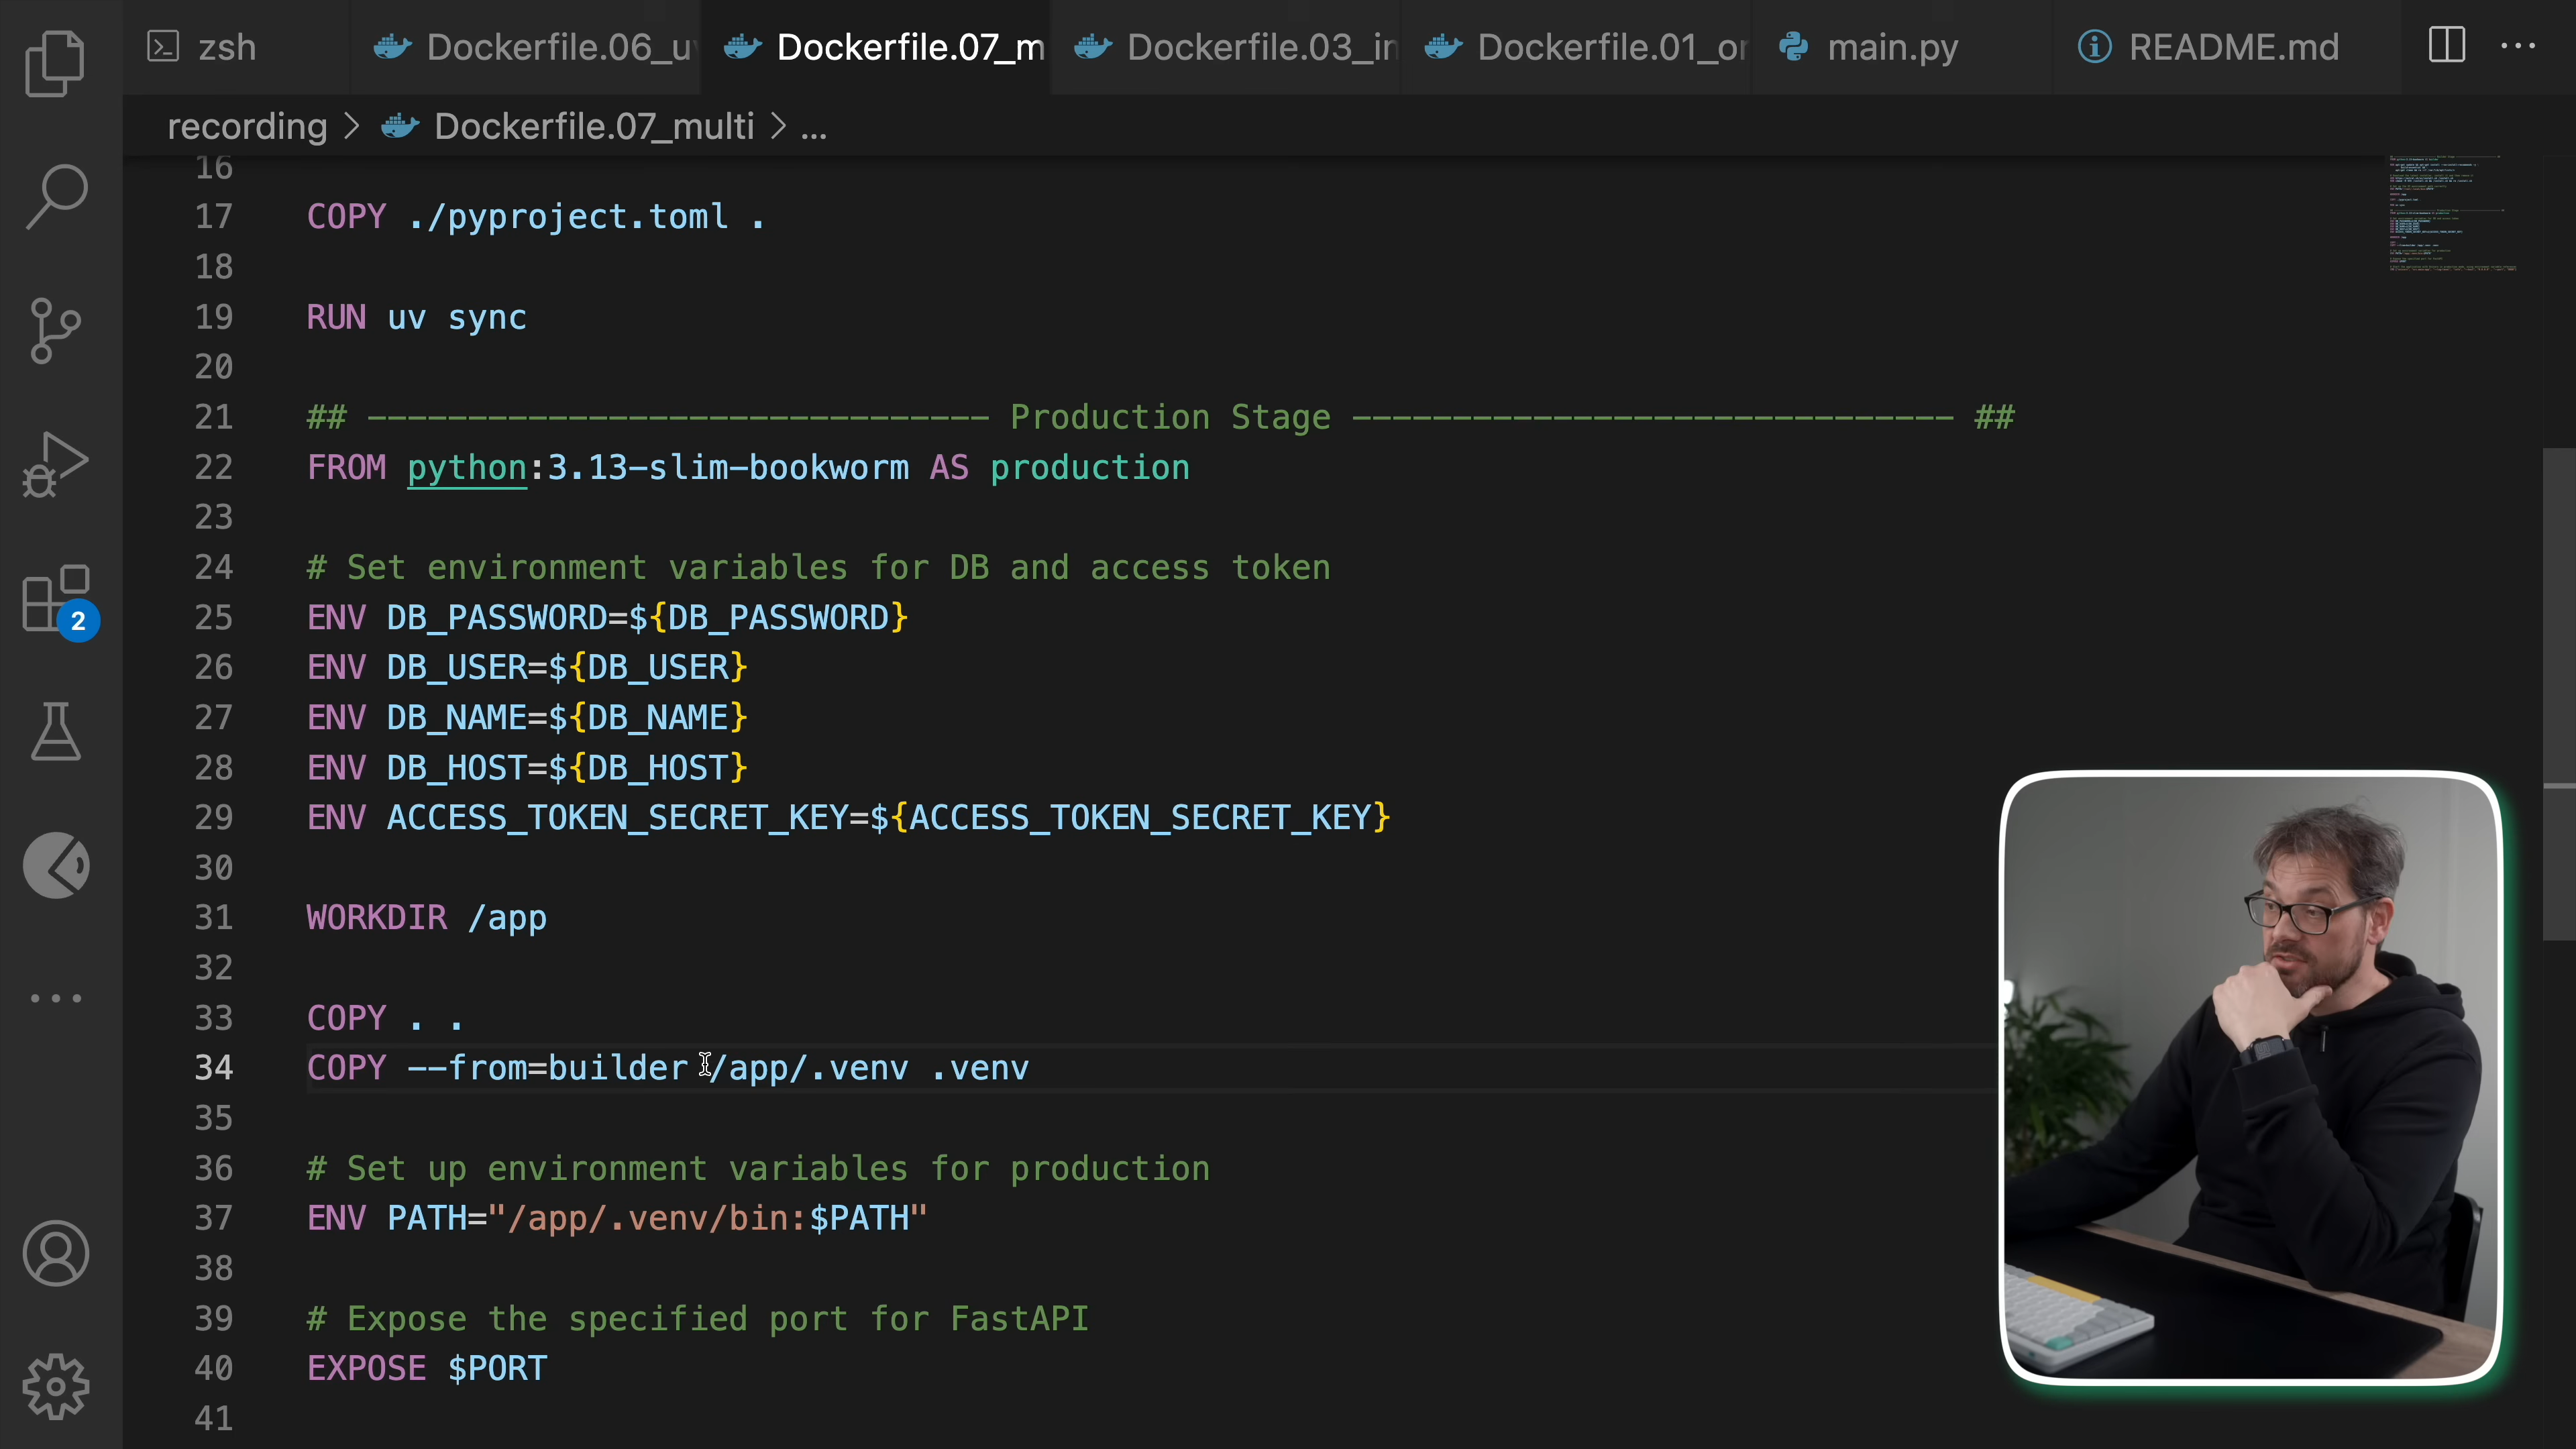 zsh
Dockerfile.06_u
Dockerfile.07_m
Dockerfile.03_in
Dockerfile.01_or
main.py
README.md
recording > Dockerfile.07_multi > ...
16
17 COPY ./pyproject.toml .
18
19 RUN uv sync
20
21 ## ------------------------------- Production Stage ------------------------------ ##
22 FROM python:3.13-slim-bookworm AS production
23
24 # Set environment variables for DB and access token
25 ENV DB_PASSWORD=${DB_PASSWORD}
26 ENV DB_USER=${DB_USER}
27 ENV DB_NAME=${DB_NAME}
28 ENV DB_HOST=${DB_HOST}
29 ENV ACCESS_TOKEN_SECRET_KEY=${ACCESS_TOKEN_SECRET_KEY}
30
31 WORKDIR /app
32
33 COPY . .
34 COPY --from=builder /app/.venv .venv
35
36 # Set up environment variables for production
37 ENV PATH="/app/.venv/bin:$PATH"
38
39 # Expose the specified port for FastAPI
40 EXPOSE $PORT
41
2